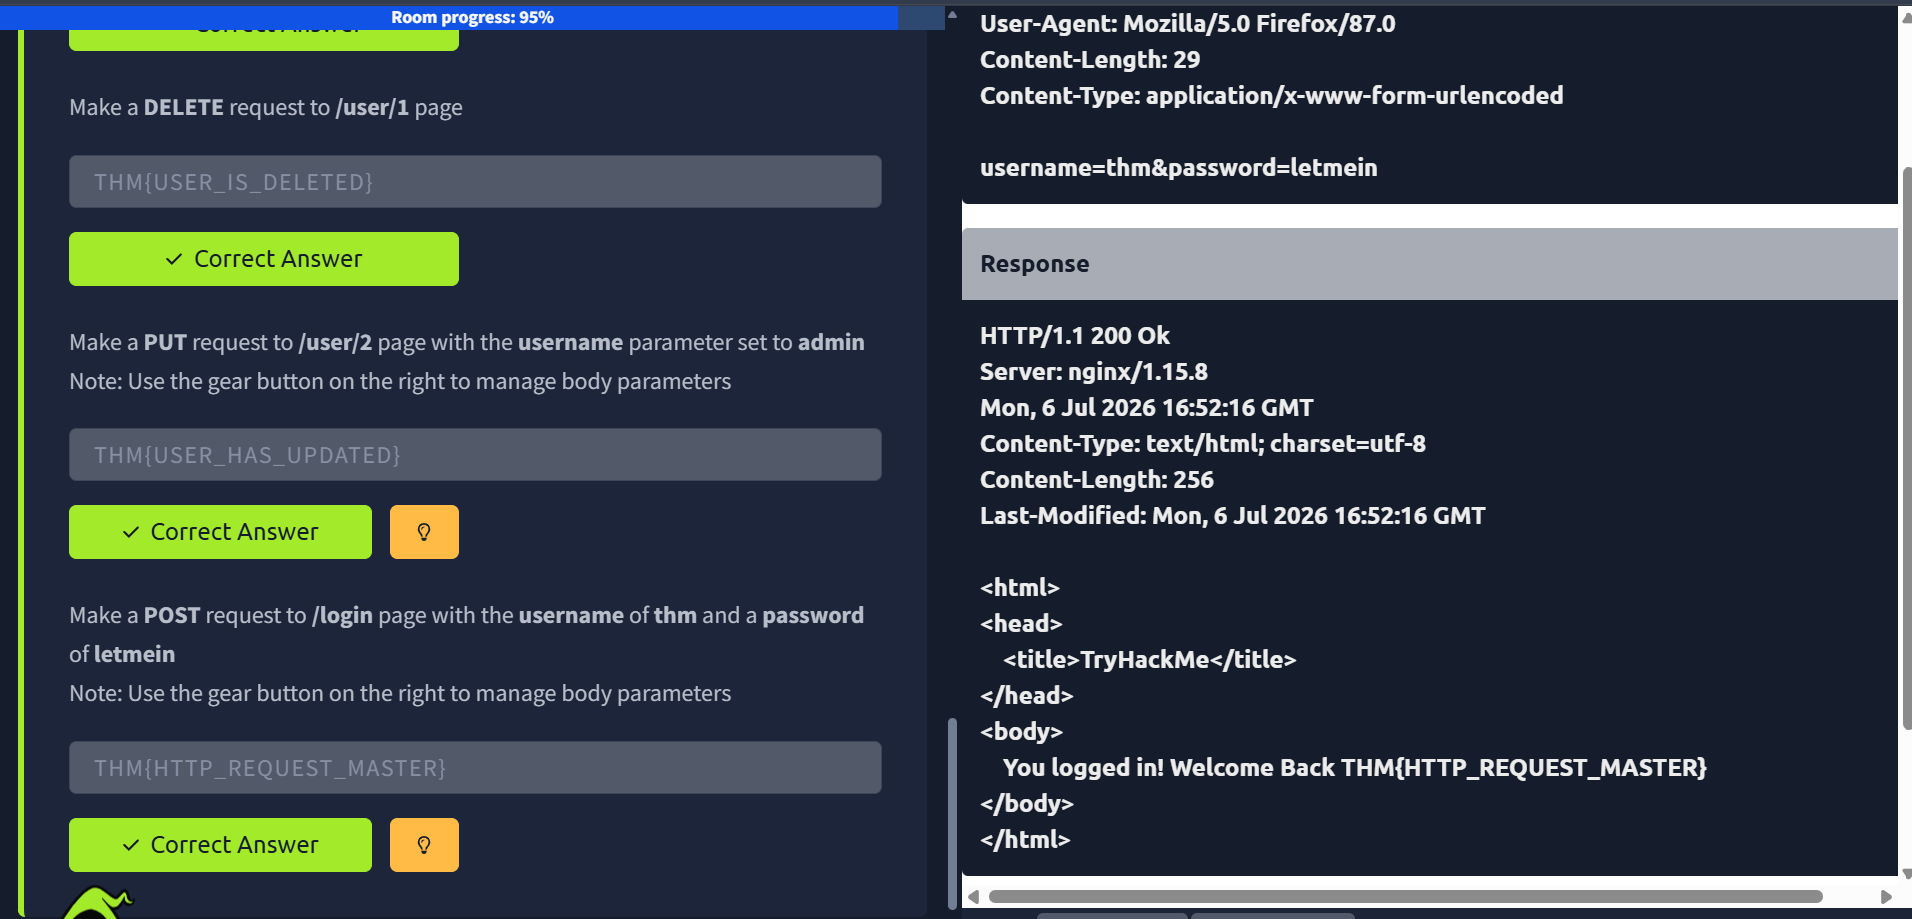 Room progress: 95%
Correct Answer
Make a DELETE request to /user/1 page
THM{USER_IS_DELETED}
Correct Answer
Make a PUT request to /user/2 page with the username parameter set to admin
Note: Use the gear button on the right to manage body parameters
THM{USER_HAS_UPDATED}
Correct Answer
Make a POST request to /login page with the username of thm and a password
of letmein
Note: Use the gear button on the right to manage body parameters
THM{HTTP_REQUEST_MASTER}
Correct Answer
User-Agent: Mozilla/5.0 Firefox/87.0
Content-Length: 29
Content-Type: application/x-www-form-urlencoded
username=thm&password=letmein
Response
HTTP/1.1 200 Ok
Server: nginx/1.15.8
Mon, 6 Jul 2026 16:52:16 GMT
Content-Type: text/html; charset=utf-8
Content-Length: 256
Last-Modified: Mon, 6 Jul 2026 16:52:16 GMT
<html>
<head>
<title>TryHackMe</title>
</head>
<body>
You logged in! Welcome Back THM{HTTP_REQUEST_MASTER}
</body>
</html>